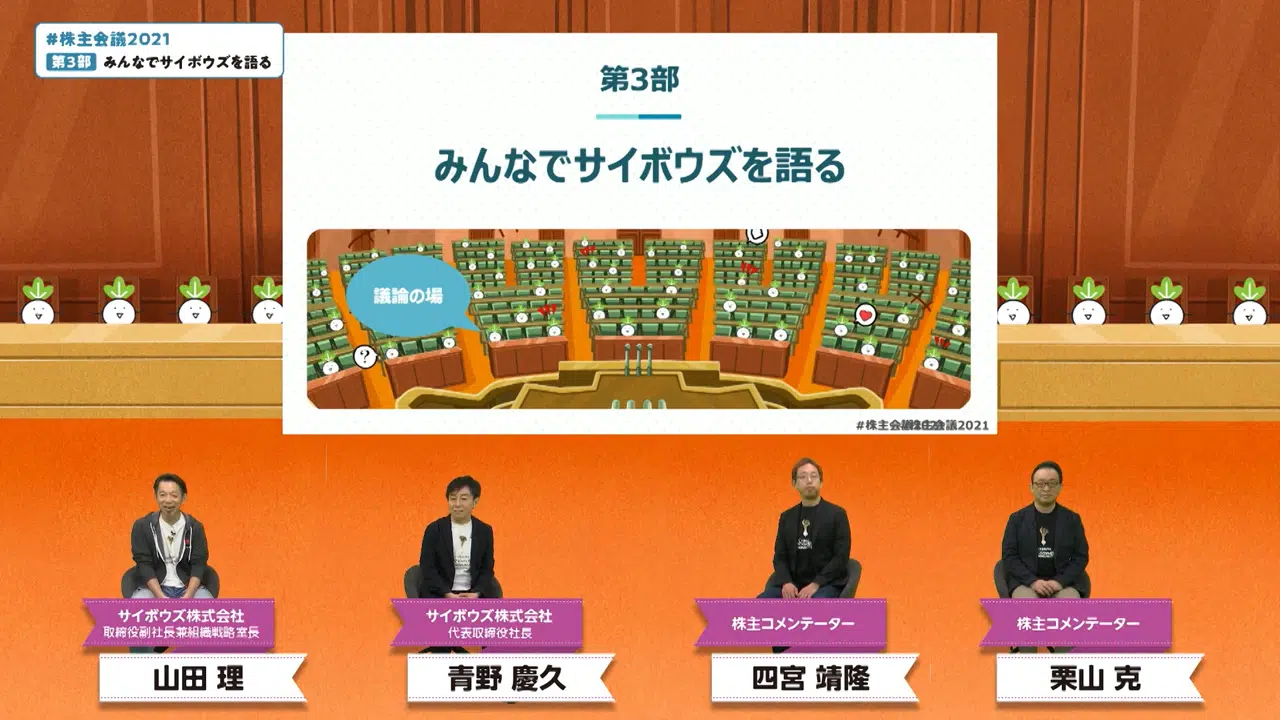 #株主会議2021
第3部 みんなでサイボウズを語る
第3部
みんなでサイボウズを語る
議論の場
?
#株主会議2021
サイボウズ株式会社
取締役副社長兼組織戦略室長
山田 理
サイボウズ株式会社
代表取締役社長
青野 慶久
株主コメンテーター
四宮 靖隆
株主コメンテーター
栗山 克